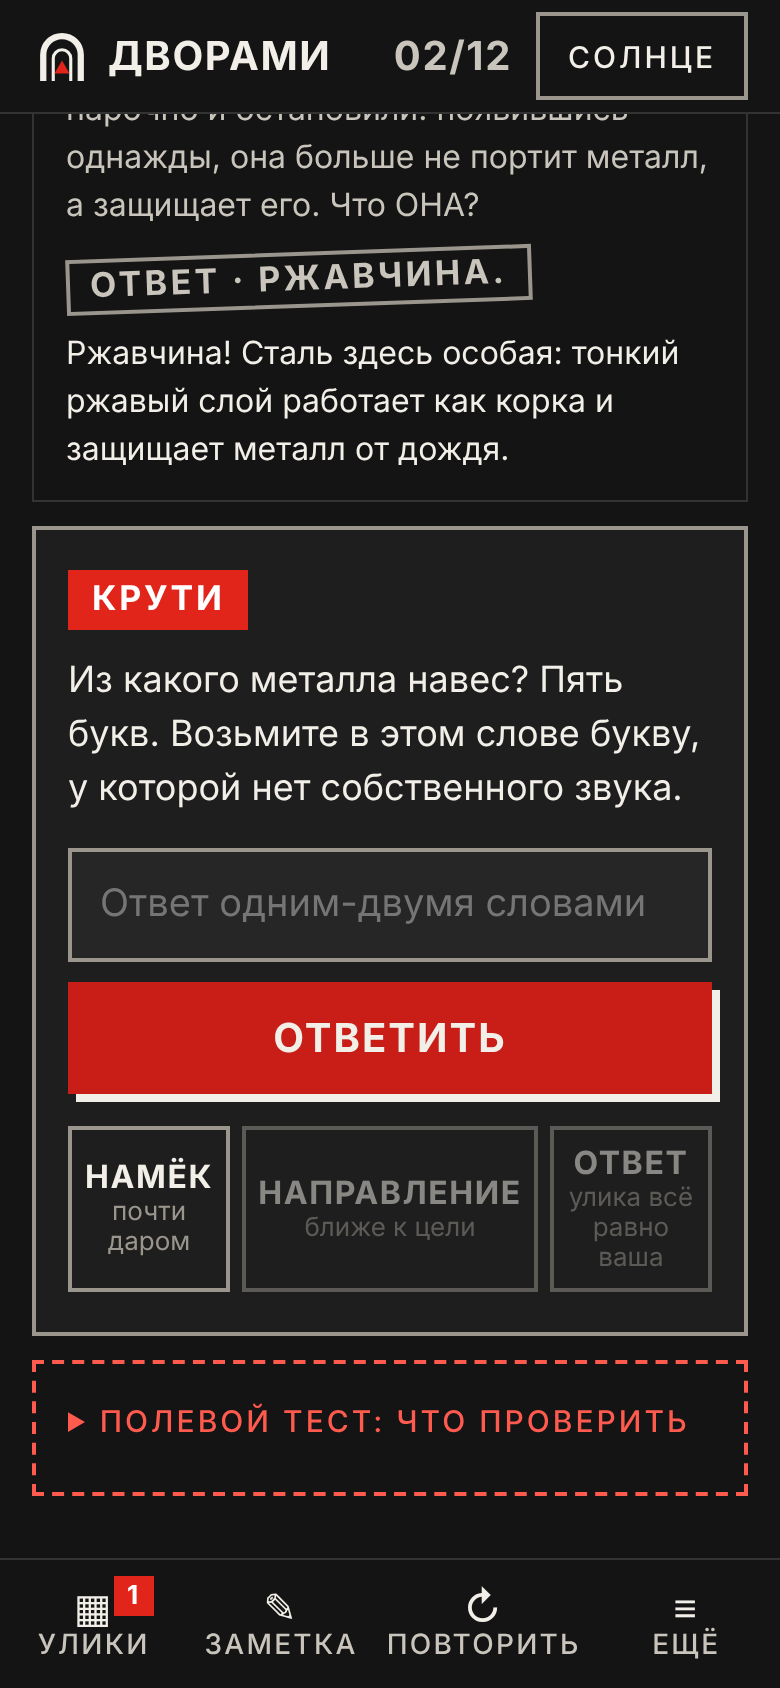 ДВОРАМИ 02/12 СОЛНЦЕ
нарочно и остановили: появившись
однажды, она больше не портит металл,
а защищает его. Что ОНА?
ОТВЕТ · РЖАВЧИНА.
Ржавчина! Сталь здесь особая: тонкий
ржавый слой работает как корка и
защищает металл от дождя.
КРУТИ
Из какого металла навес? Пять
букв. Возьмите в этом слове букву,
у которой нет собственного звука.
Ответ одним-двумя словами
ОТВЕТИТЬ
НАМЁК
почти
даром
НАПРАВЛЕНИЕ
ближе к цели
ОТВЕТ
улика всё
равно
ваша
ПОЛЕВОЙ ТЕСТ: ЧТО ПРОВЕРИТЬ
1
УЛИКИ ЗАМЕТКА ПОВТОРИТЬ ЕЩЁ